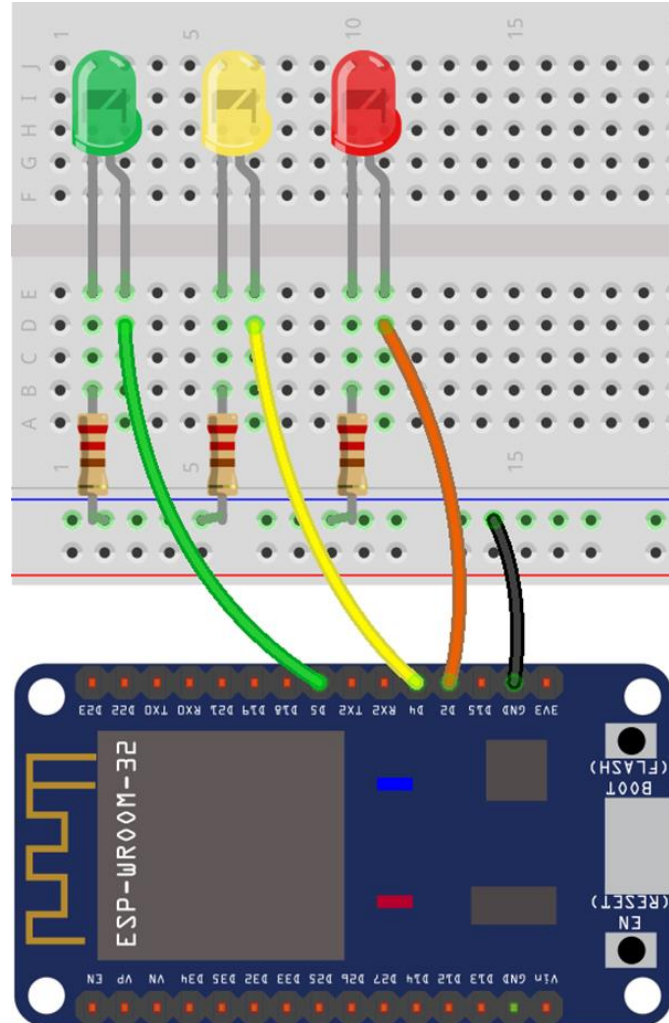 1 5 10 15
J
I
H
G
F
E
D
C
B
A
1 5 15
D23 D22 TX0 RX0 D21 D19 D18 D5 TX2 RX2 D4 D2 D15 GND 3V3
(FLASH)
BOOT
ESP-WROOM-32
(RESET)
EN
EN VP VN D34 D35 D32 D33 D25 D26 D27 D14 D12 D13 GND Vin